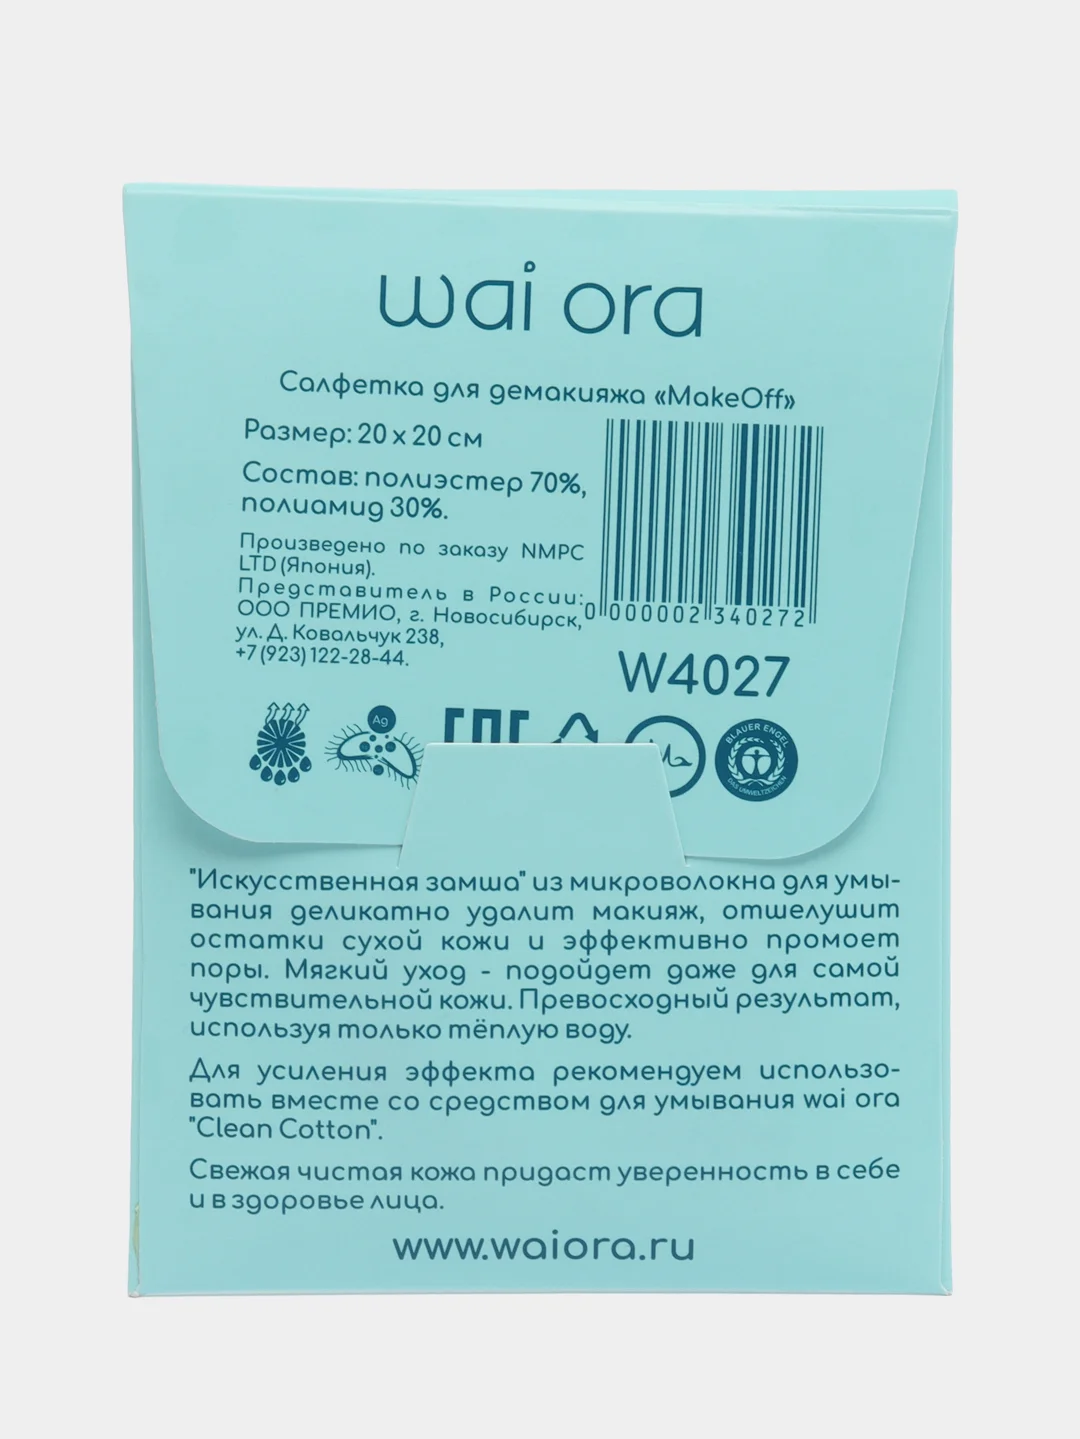 wai ora
Салфетка для демакияжа «MakeOff»
Размер: 20 x 20 см
Состав: полиэстер 70%,
полиамид 30%.
Произведено по заказу NMPC
LTD (Япония).
Представитель в России:
ООО ПРЕМИО, г. Новосибирск,
ул. Д. Ковальчук 238,
+7 (923) 122-28-44.
0 000002 340272
W4027
Ag
BLAUER ENGEL
DAS UMWELTZEICHEN
"Искусственная замша" из микроволокна для умы-
вания деликатно удалит макияж, отшелушит
остатки сухой кожи и эффективно промоет
поры. Мягкий уход - подойдет даже для самой
чувствительной кожи. Превосходный результат,
используя только тёплую воду.
Для усиления эффекта рекомендуем использо-
вать вместе со средством для умывания wai ora
"Clean Cotton".
Свежая чистая кожа придаст уверенность в себе
и в здоровье лица.
www.waiora.ru